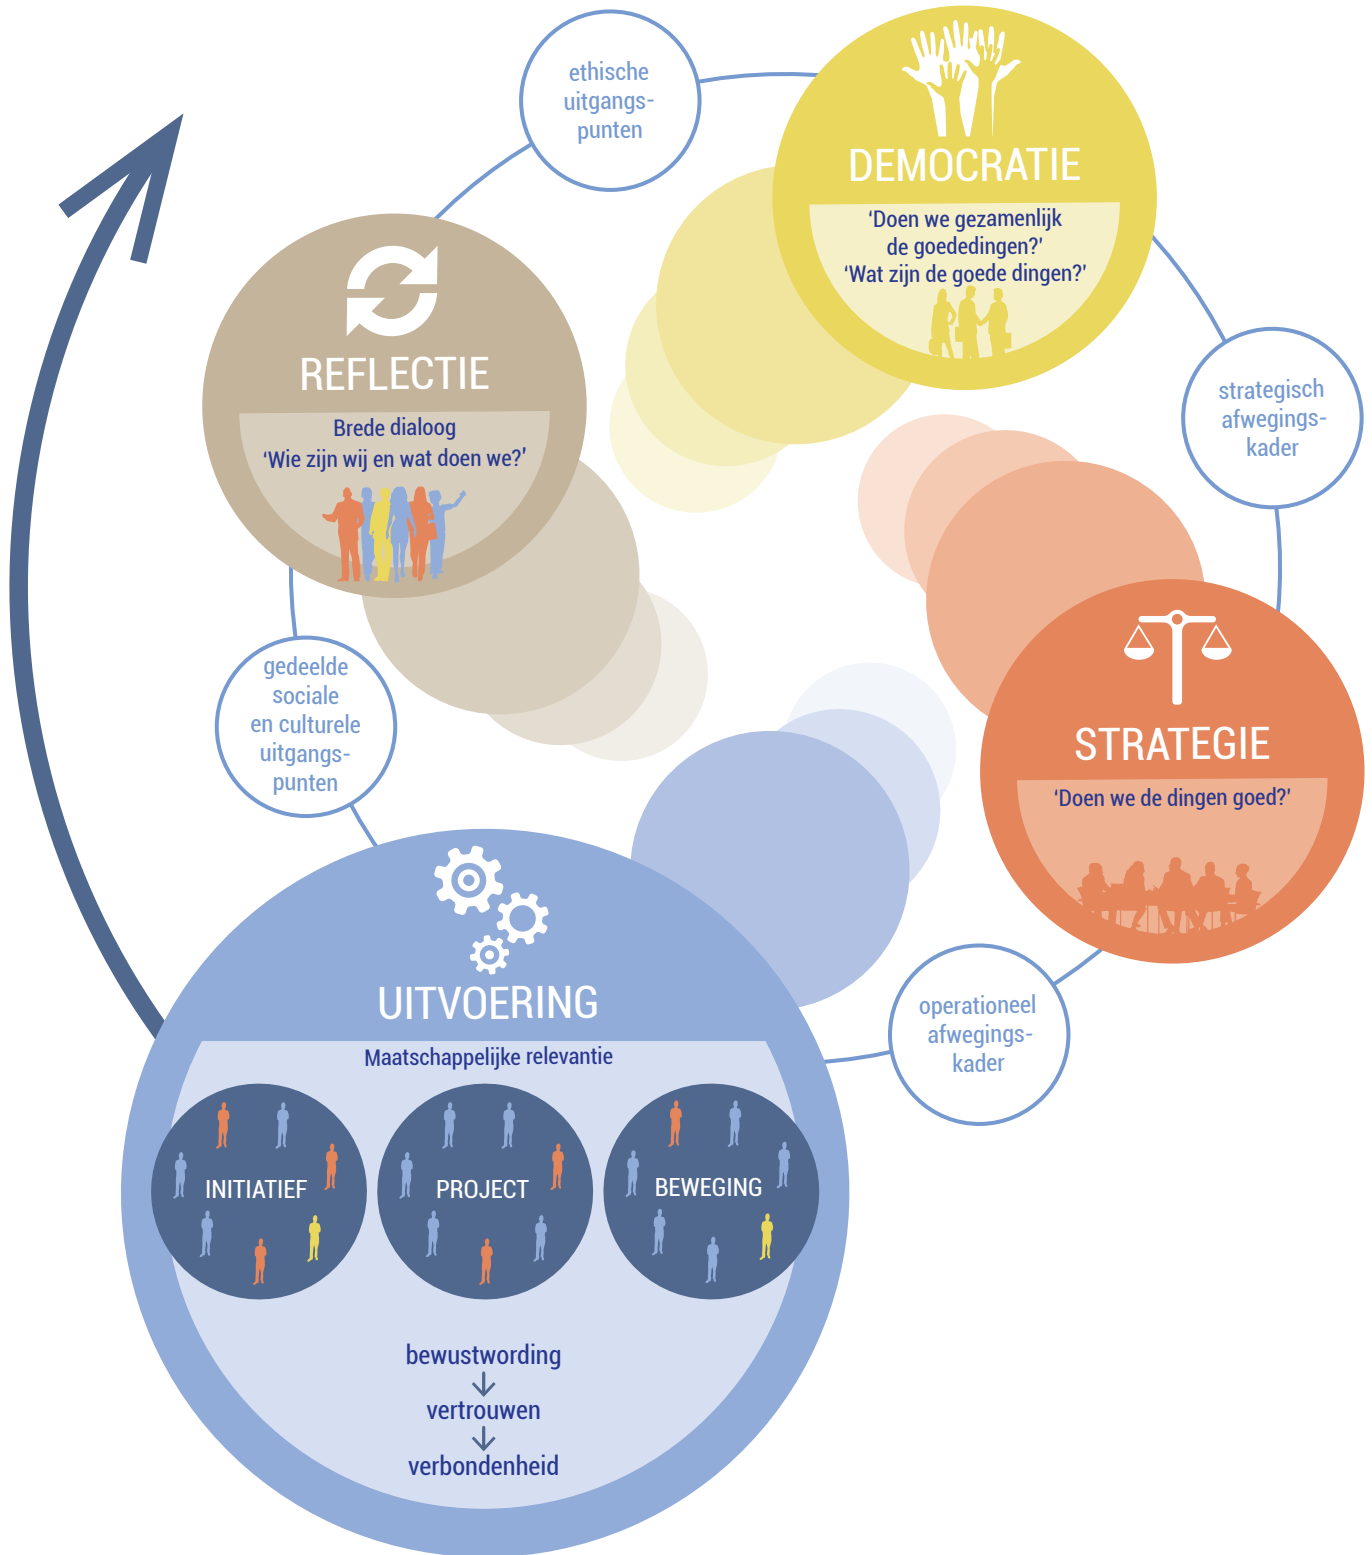 ethische
uitgangs-
punten
DEMOCRATIE
‘Doen we gezamenlijk
de goededingen?’
‘Wat zijn de goede dingen?’
REFLECTIE
Brede dialoog
‘Wie zijn wij en wat doen we?’
strategisch
afwegings-
kader
gedeelde
sociale
en culturele
uitgangs-
punten
STRATEGIE
‘Doen we de dingen goed?’
UITVOERING
Maatschappelijke relevantie
operationeel
afwegings-
kader
INITIATIEF
PROJECT
BEWEGING
bewustwording
vertrouwen
verbondenheid